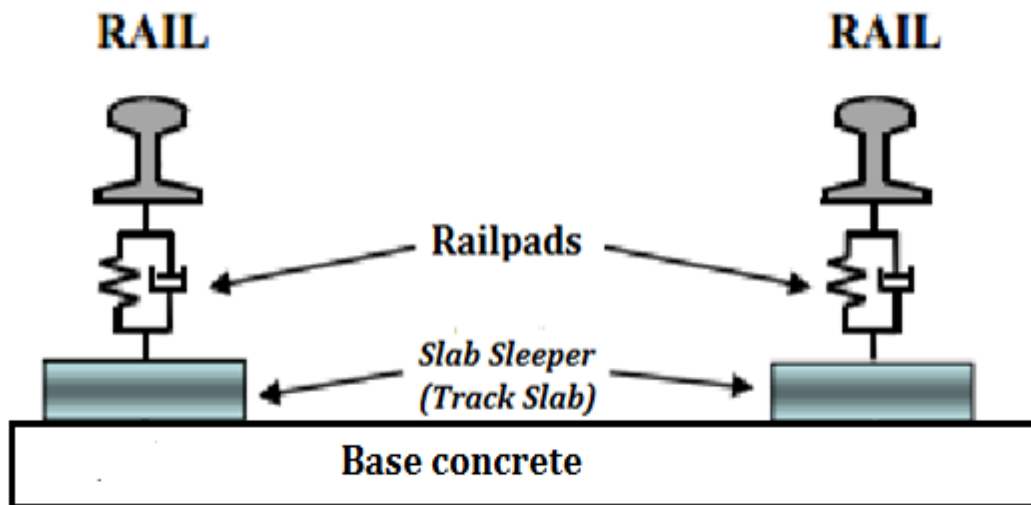 RAIL
RAIL
Railpads
Slab Sleeper
(Track Slab)
Base concrete